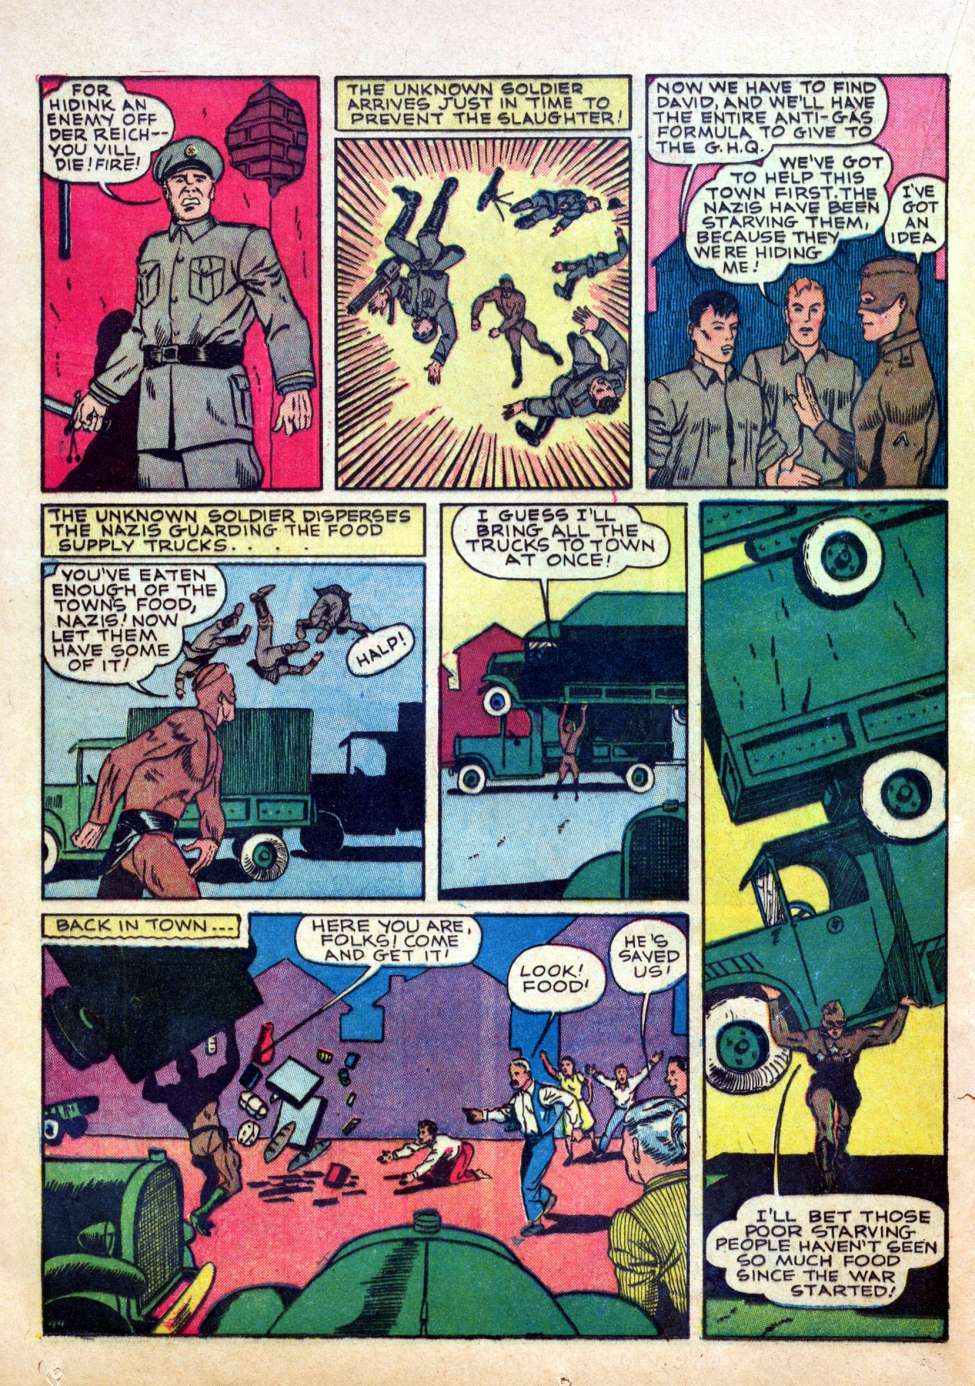 FOR
HIDINK AN
ENEMY OFF
DER REICH--
YOU VILL
DIE! FIRE!
THE UNKNOWN SOLDIER
ARRIVES JUST IN TIME TO
PREVENT THE SLAUGHTER!
NOW WE HAVE TO FIND
DAVID, AND WE'LL HAVE
THE ENTIRE ANTI-GAS
FORMULA TO GIVE TO
THE G.H.Q.
WE'VE GOT
TO HELP THIS
TOWN FIRST. THE
NAZIS HAVE BEEN
STARVING THEM,
BECAUSE THEY
WERE HIDING
ME!
I'VE
GOT
AN
IDEA
THE UNKNOWN SOLDIER DISPERSES
THE NAZIS GUARDING THE FOOD
SUPPLY TRUCKS. . . . .
YOU'VE EATEN
ENOUGH OF THE
TOWN'S FOOD,
NAZIS! NOW
LET THEM
HAVE SOME
OF IT!
HALP!
I GUESS I'LL
BRING ALL THE
TRUCKS TO TOWN
AT ONCE!
I'LL BET THOSE
POOR STARVING
PEOPLE HAVEN'T SEEN
SO MUCH FOOD
SINCE THE WAR
STARTED!
BACK IN TOWN---
HERE YOU ARE,
FOLKS! COME
AND GET IT!
LOOK!
FOOD!
HE'S
SAVED
US!